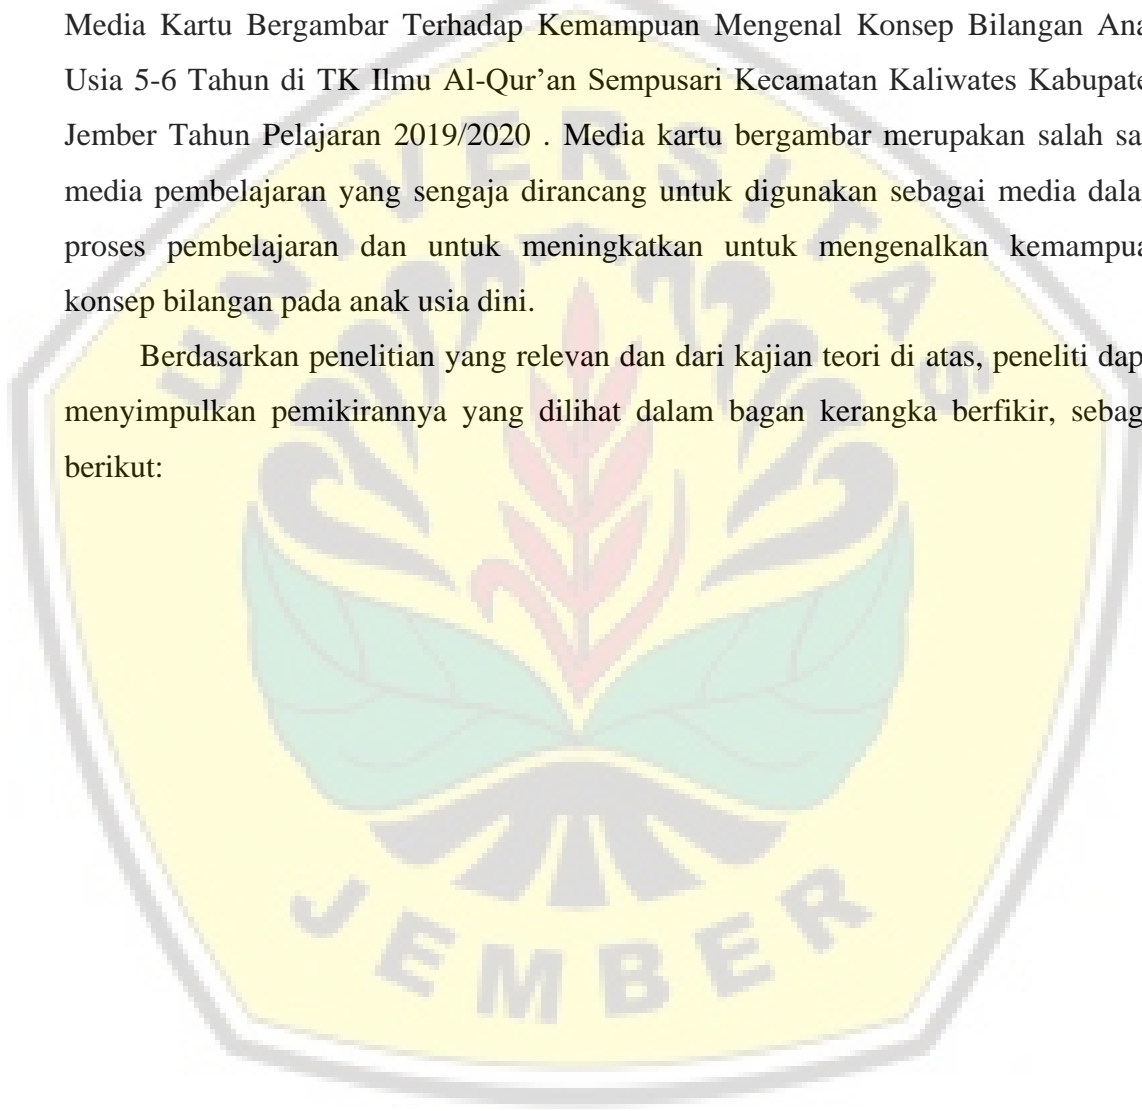 Media Kartu Bergambar Terhadap Kemampuan Mengenal Konsep Bilangan Ana
Usia 5-6 Tahun di TK Ilmu Al-Qur’an Sempusari Kecamatan Kaliwates Kabupate
Jember Tahun Pelajaran 2019/2020 . Media kartu bergambar merupakan salah sa
media pembelajaran yang sengaja dirancang untuk digunakan sebagai media dala
proses pembelajaran dan untuk meningkatkan untuk mengenalkan kemampua
konsep bilangan pada anak usia dini.
Berdasarkan penelitian yang relevan dan dari kajian teori di atas, peneliti dap
menyimpulkan pemikirannya yang dilihat dalam bagan kerangka berfikir, sebag
berikut:
UNIVERSITAS
JEMBER